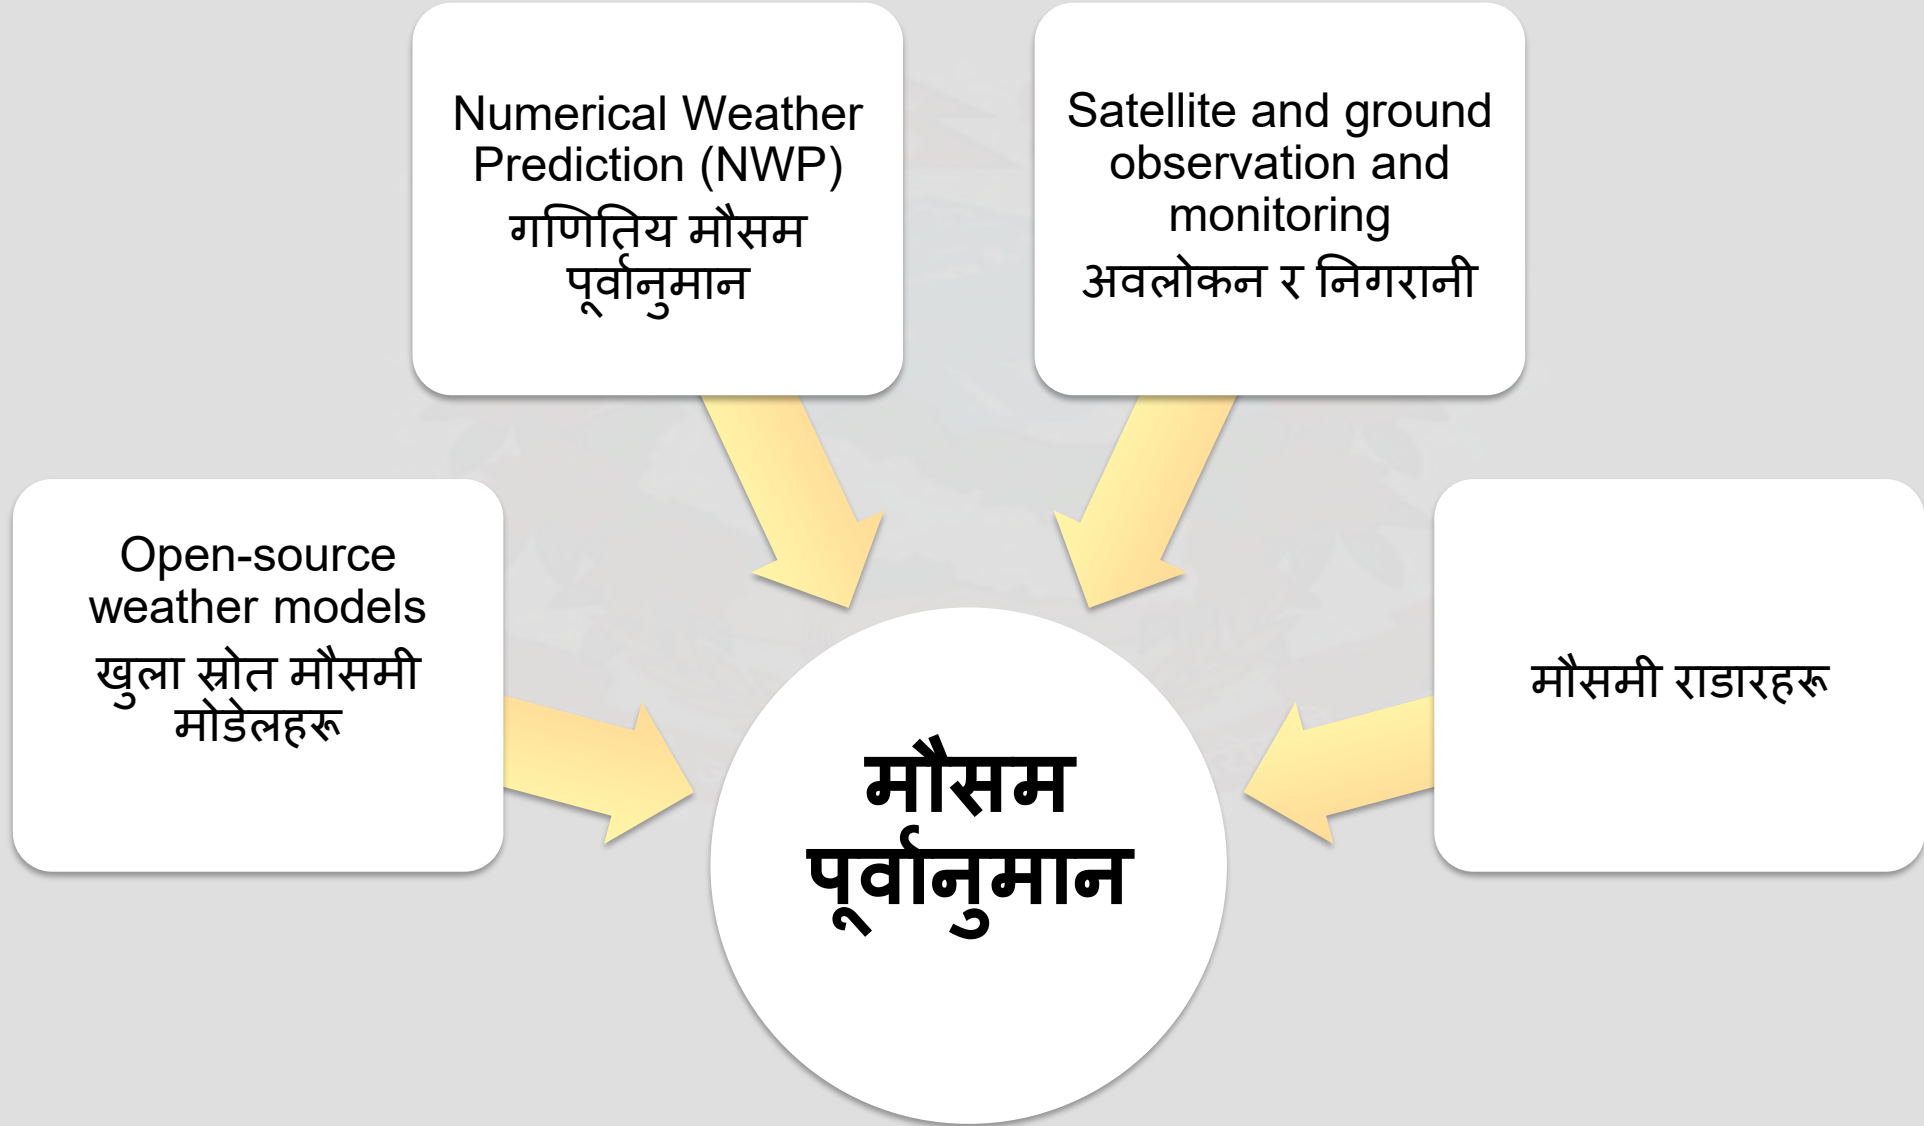 Numerical Weather
Prediction (NWP)
गणितिय मौसम
पूर्वानुमान
Satellite and ground
observation and
monitoring
अवलोकन र निगरानी
Open-source
weather models
खुला स्रोत मौसमी
मोडेलहरू
मौसमी राडारहरू
मौसम
पूर्वानुमान